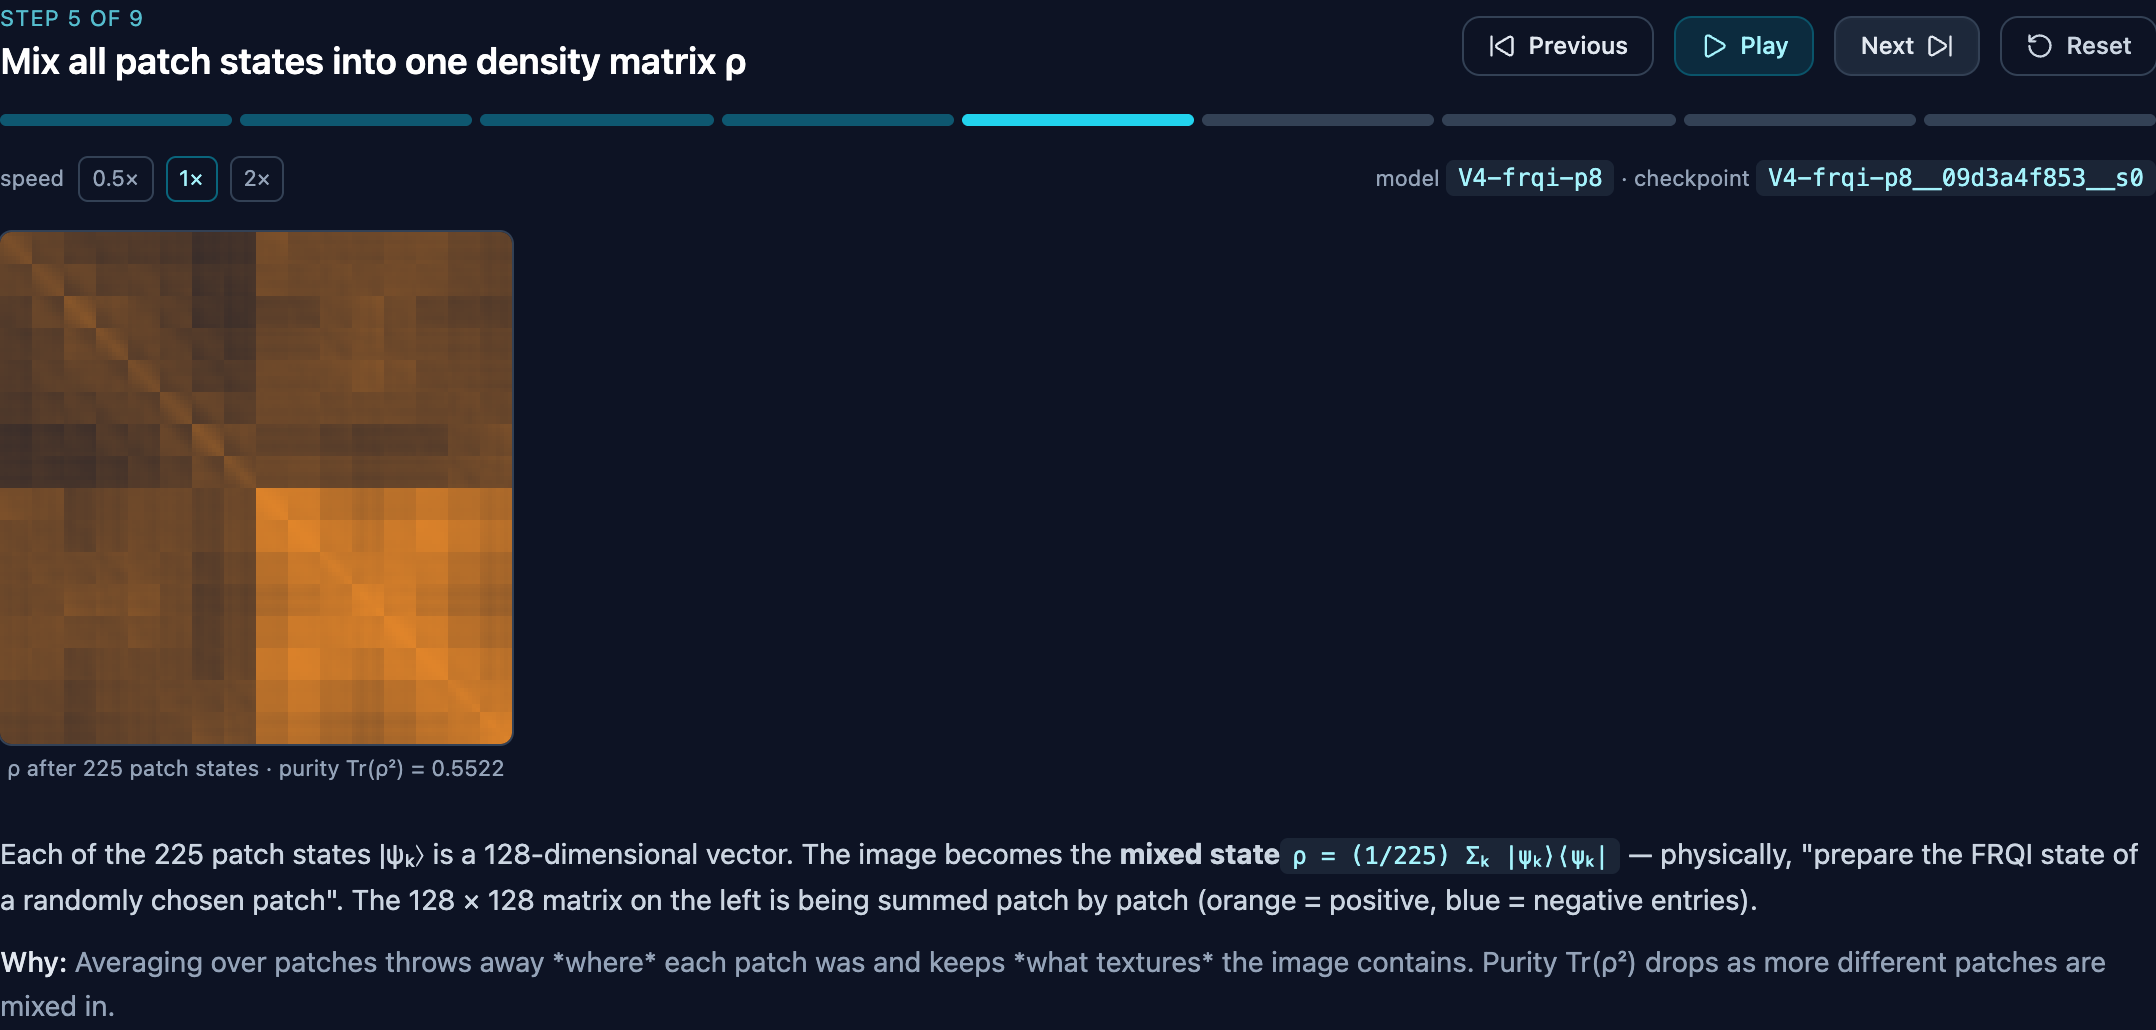 STEP 5 OF 9
Mix all patch states into one density matrix ρ
Previous
Play
Next
Reset
speed 0.5× 1× 2×
model V4-frqi-p8 · checkpoint V4-frqi-p8__09d3a4f853__s0
ρ after 225 patch states · purity Tr(ρ²) = 0.5522
Each of the 225 patch states |ψₖ⟩ is a 128-dimensional vector. The image becomes the mixed state ρ = (1/225) Σₖ |ψₖ⟩⟨ψₖ| — physically, "prepare the FRQI state of
a randomly chosen patch". The 128 × 128 matrix on the left is being summed patch by patch (orange = positive, blue = negative entries).
Why: Averaging over patches throws away *where* each patch was and keeps *what textures* the image contains. Purity Tr(ρ²) drops as more different patches are
mixed in.